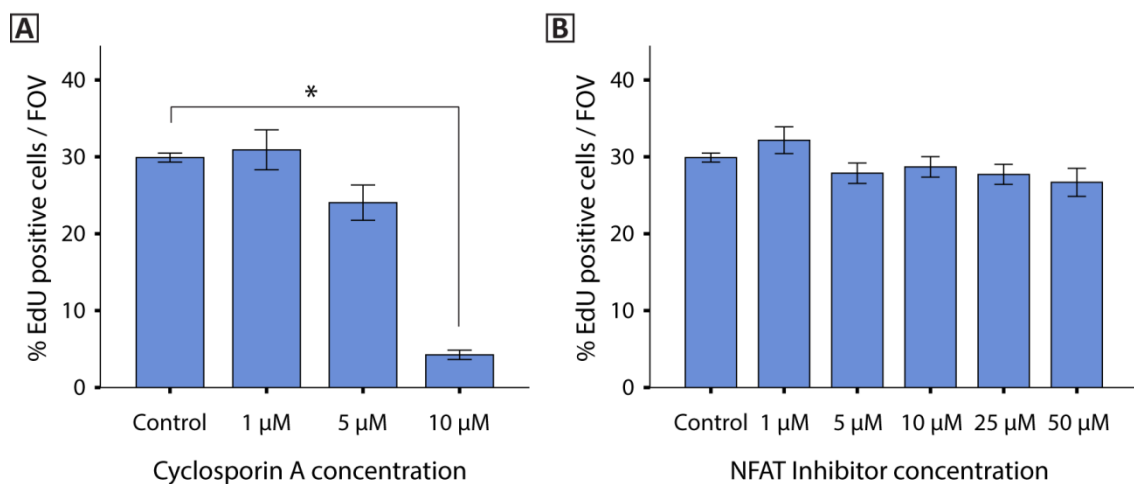 A
% EdU positive cells / FOV
40
30
20
10
0
*
Control 1 µM 5 µM 10 µM
Cyclosporin A concentration
B
% EdU positive cells / FOV
40
30
20
10
0
Control 1 µM 5 µM 10 µM 25 µM 50 µM
NFAT Inhibitor concentration